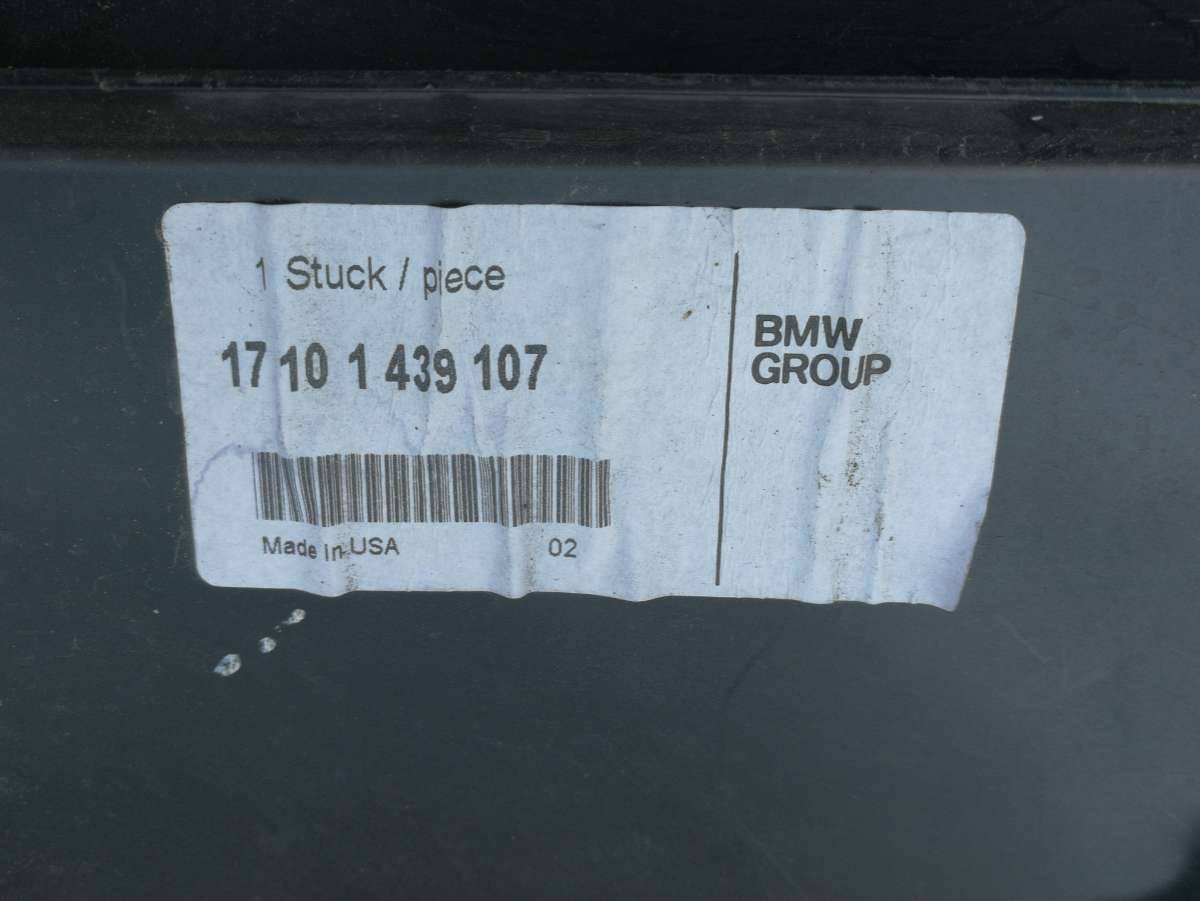 1 Stuck / piece
17 10 1 439 107
Made In USA 02
BMW
GROUP